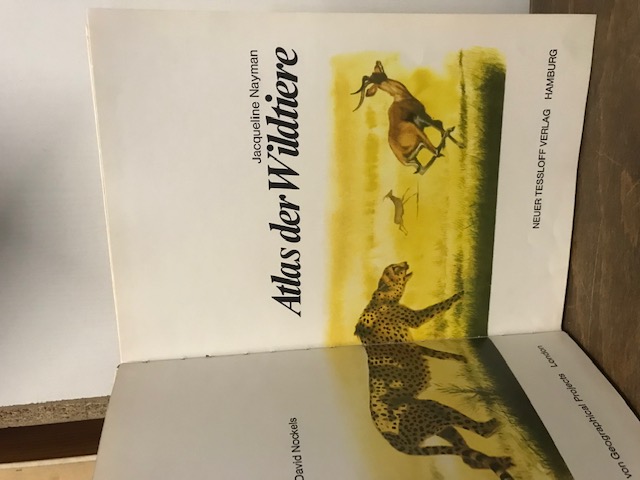 David Nockels
von Geographical Projects London
Jacqueline Nayman
Atlas der Wildtiere
NEUER TESSLOFF VERLAG HAMBURG